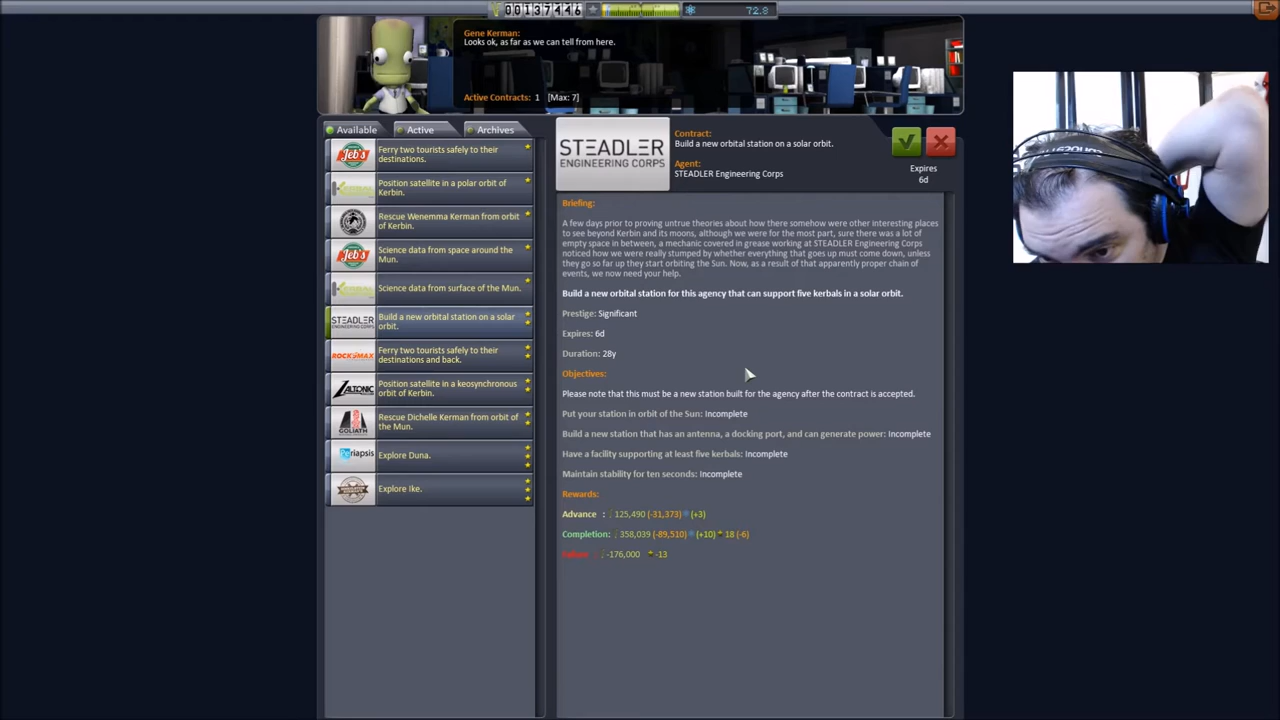 00137446
72.8
Gene Kerman:
Looks ok, as far as we can tell from here.
Active Contracts: 1 [Max: 7]
Available
Active
Archives
Jeb's
Ferry two tourists safely to their
destinations.
Position satellite in a polar orbit of
Kerbin.
Rescue Wenemma Kerman from orbit
of Kerbin.
Jeb's
Science data from space around the
Mun.
Science data from surface of the Mun.
STEADLER
ENGINEERING CORPS
Build a new orbital station on a solar
orbit.
ROCKOMAX
Ferry two tourists safely to their
destinations and back.
ZALTONIC
Position satellite in a keosynchronous
orbit of Kerbin.
GOLIATH
Rescue Dichelle Kerman from orbit of
the Mun.
Periapsis
Explore Duna.
Explore Ike.
STEADLER
ENGINEERING CORPS
Contract:
Build a new orbital station on a solar orbit.
Agent:
STEADLER Engineering Corps
Expires
6d
Briefing:
A few days prior to proving untrue theories about how there somehow were other interesting places
to see beyond Kerbin and its moons, although we were for the most part, sure there was a lot of
empty space in between, a mechanic covered in grease working at STEADLER Engineering Corps
noticed how we were really stumped by whether everything that goes up must come down, unless
they go so far up they start orbiting the Sun. Now, as a result of that apparently proper chain of
events, we now need your help.
Build a new orbital station for this agency that can support five kerbals in a solar orbit.
Prestige: Significant
Expires: 6d
Duration: 28y
Objectives:
Please note that this must be a new station built for the agency after the contract is accepted.
Put your station in orbit of the Sun: Incomplete
Build a new station that has an antenna, a docking port, and can generate power: Incomplete
Have a facility supporting at least five kerbals: Incomplete
Maintain stability for ten seconds: Incomplete
Rewards:
Advance : 125,490 (-31,373) (+3)
Completion: 358,039 (-89,510) (+10) 18 (-6)
Failure: -176,000 -13